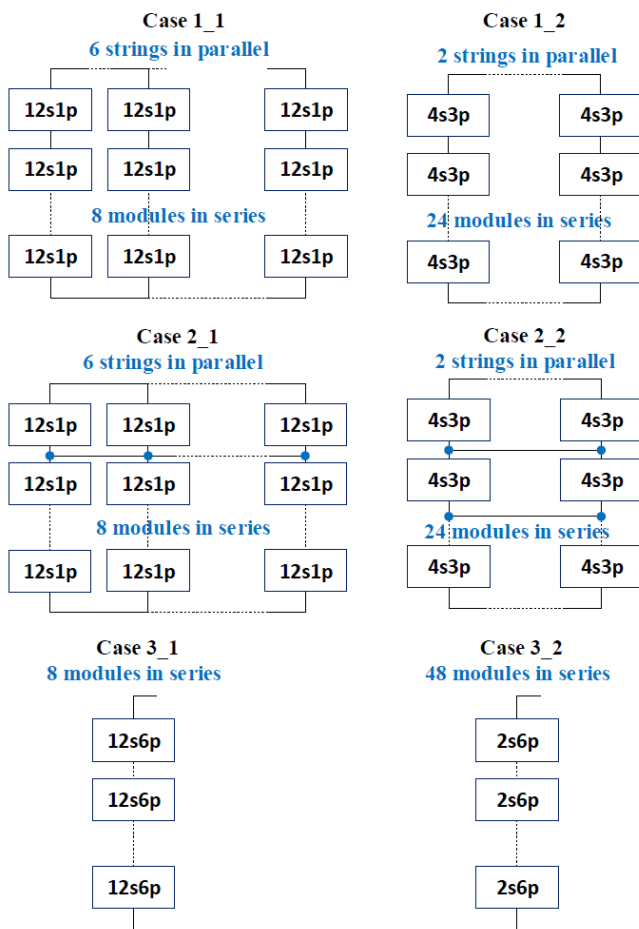 Case 1_1
6 strings in parallel
12s1p 12s1p 12s1p
12s1p 12s1p 12s1p
8 modules in series
12s1p 12s1p 12s1p
Case 1_2
2 strings in parallel
4s3p 4s3p
4s3p 4s3p
24 modules in series
4s3p 4s3p
Case 2_1
6 strings in parallel
12s1p 12s1p 12s1p
12s1p 12s1p 12s1p
8 modules in series
12s1p 12s1p 12s1p
Case 2_2
2 strings in parallel
4s3p 4s3p
4s3p 4s3p
24 modules in series
4s3p 4s3p
Case 3_1
8 modules in series
12s6p
12s6p
12s6p
Case 3_2
48 modules in series
2s6p
2s6p
2s6p